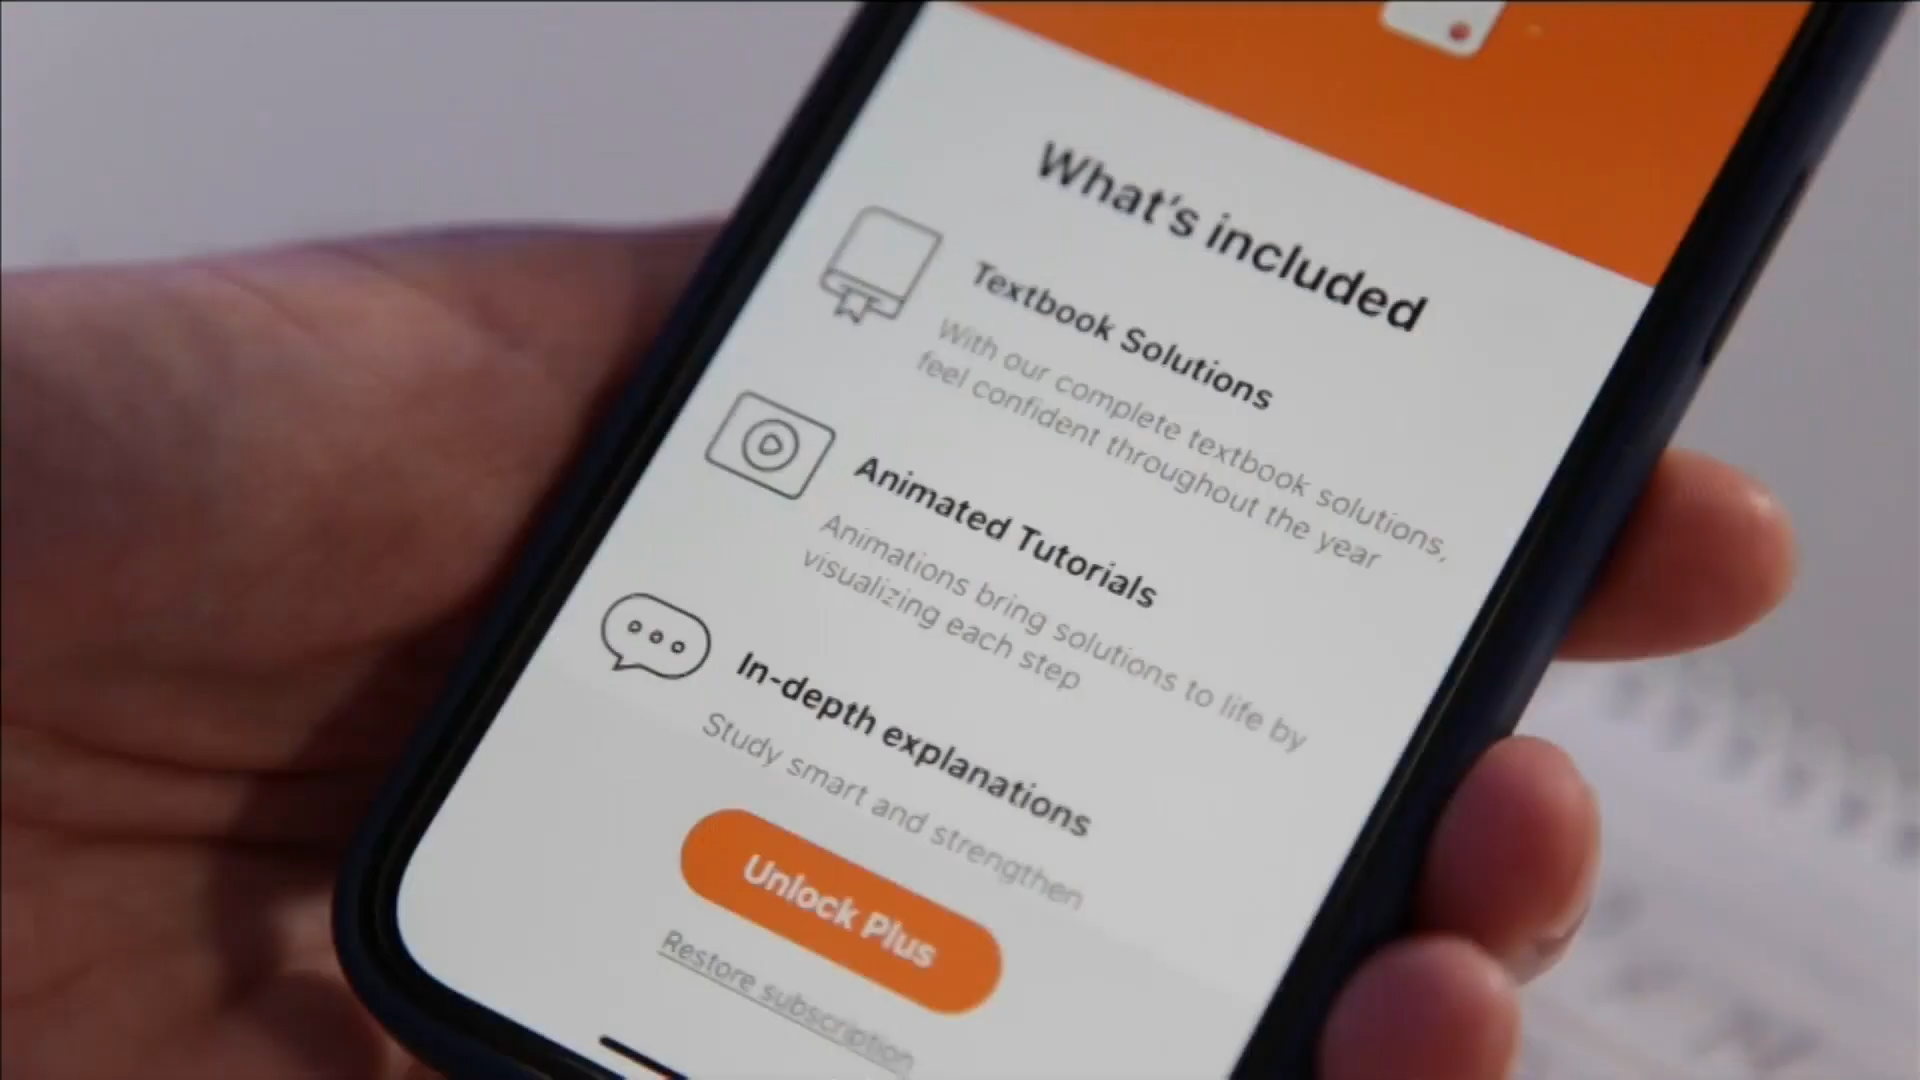 What's included
Textbook Solutions
With our complete textbook solutions,
feel confident throughout the year
Animated Tutorials
Animations bring solutions to life by
visualizing each step
In-depth explanations
Study smart and strengthen
Unlock Plus
Restore subscription